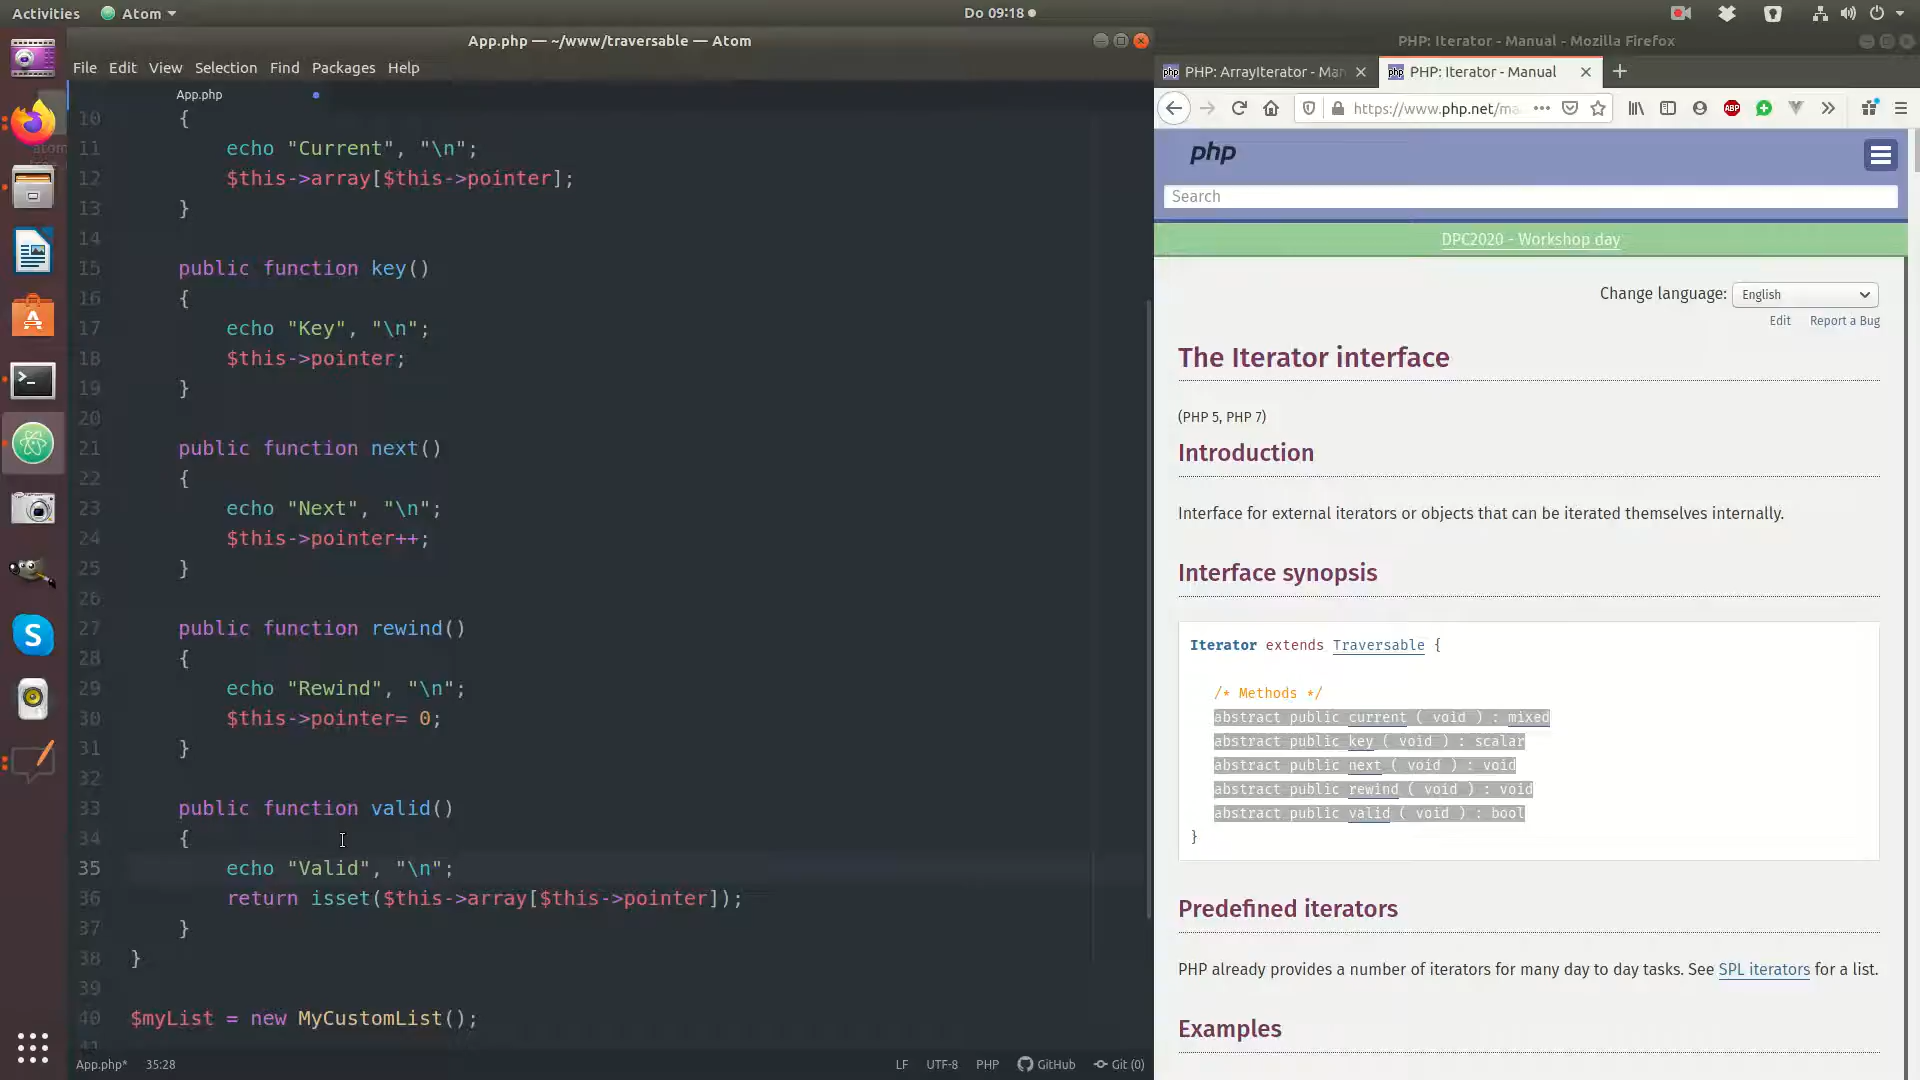 Activities
Atom
Do 09:18
App.php — ~/www/traversable — Atom
File Edit View Selection Find Packages Help
App.php
10 {
11 echo "Current", "\n";
12 $this->array[$this->pointer];
13 }
14
15 public function key()
16 {
17 echo "Key", "\n";
18 $this->pointer;
19 }
20
21 public function next()
22 {
23 echo "Next", "\n";
24 $this->pointer++;
25 }
26
27 public function rewind()
28 {
29 echo "Rewind", "\n";
30 $this->pointer= 0;
31 }
32
33 public function valid()
34 {
35 echo "Valid", "\n";
36 return isset($this->array[$this->pointer]);
37 }
38 }
39
40 $myList = new MyCustomList();
41
App.php* 35:28 LF UTF-8 PHP GitHub Git (0)
PHP: Iterator - Manual - Mozilla Firefox
php PHP: ArrayIterator - Man
php PHP: Iterator - Manual
https://www.php.net/ma
ABP
php
Search
DPC2020 - Workshop day
Change language: English
Edit Report a Bug
The Iterator interface
(PHP 5, PHP 7)
Introduction
Interface for external iterators or objects that can be iterated themselves internally.
Interface synopsis
Iterator extends Traversable {
/* Methods */
abstract public current ( void ) : mixed
abstract public key ( void ) : scalar
abstract public next ( void ) : void
abstract public rewind ( void ) : void
abstract public valid ( void ) : bool
}
Predefined iterators
PHP already provides a number of iterators for many day to day tasks. See SPL iterators for a list.
Examples